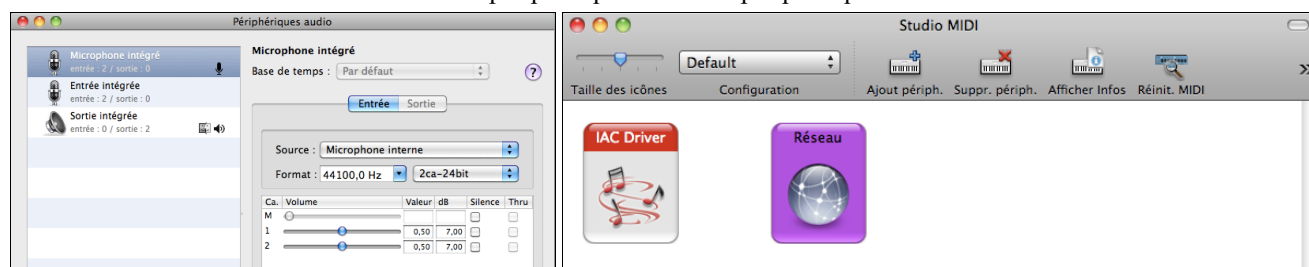 Périphériques audio
Microphone intégré
entrée : 2 / sortie : 0
Entrée intégrée
entrée : 2 / sortie : 0
Sortie intégrée
entrée : 0 / sortie : 2
Microphone intégré
Base de temps : Par défaut
?
Entrée Sortie
Source : Microphone interne
Format : 44100,0 Hz 2ca-24bit
Ca. Volume Valeur dB Silence Thru
M
1 0,50 7,00
2 0,50 7,00
Studio MIDI
Default
Taille des icônes Configuration Ajout périph. Suppr. périph. Afficher Infos Réinit. MIDI
IAC Driver Réseau